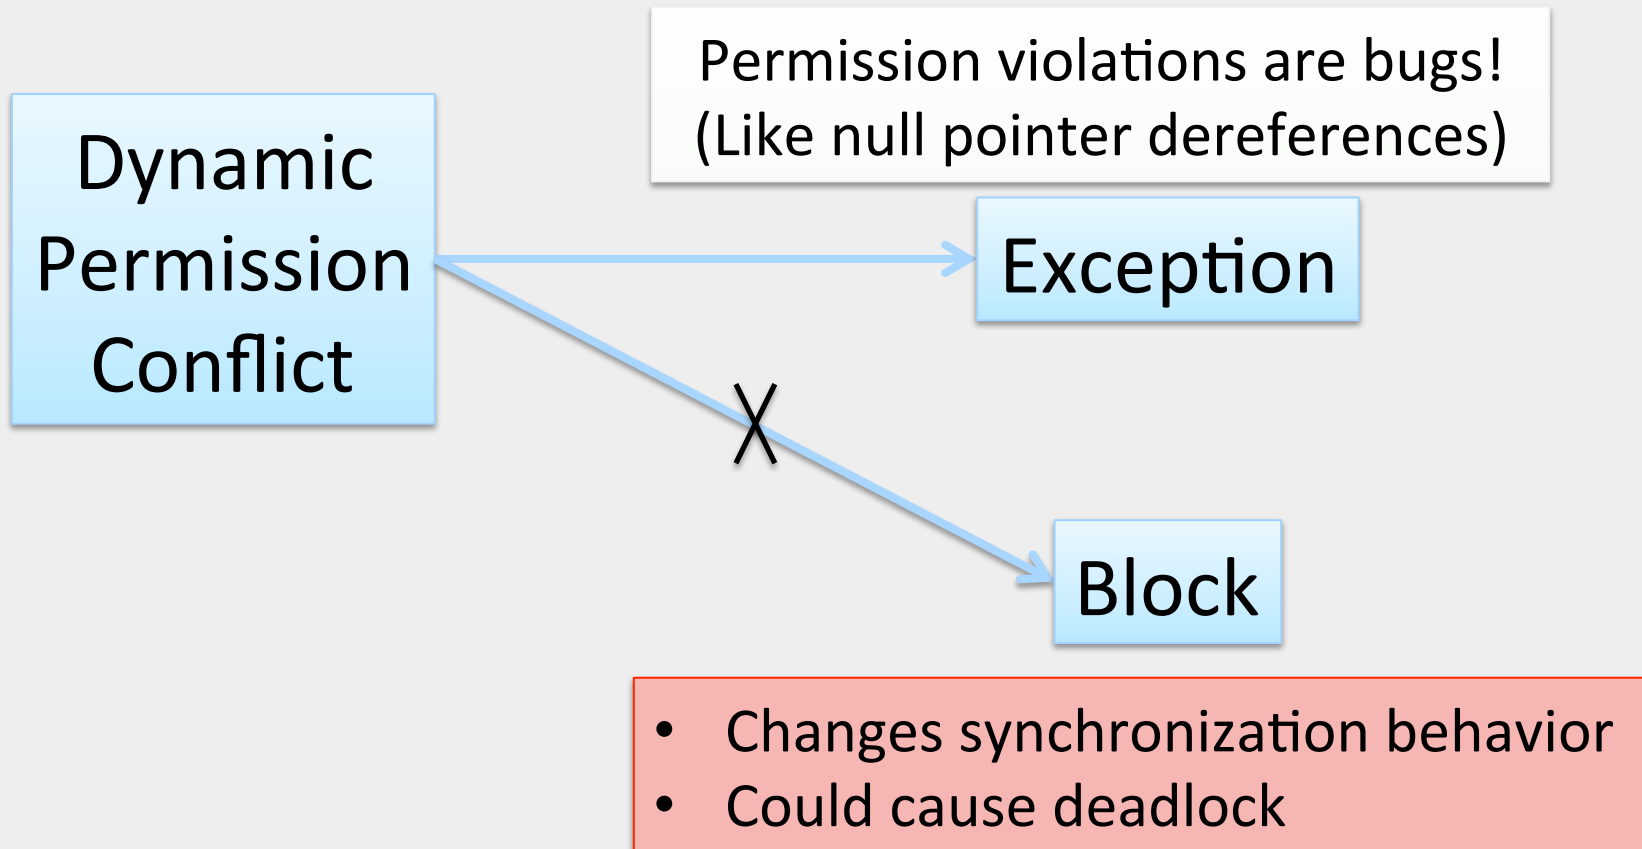 Permission violations are bugs!
(Like null pointer dereferences)
Dynamic
Permission
Conflict
Exception
Block
• Changes synchronization behavior
• Could cause deadlock